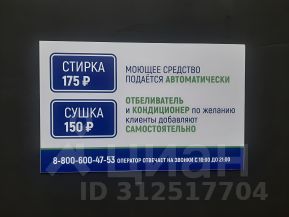 СТИРКА
175 ₽
МОЮЩЕЕ СРЕДСТВО
ПОДАЁТСЯ АВТОМАТИЧЕСКИ
СУШКА
150 ₽
ОТБЕЛИВАТЕЛЬ
И КОНДИЦИОНЕР ПО ЖЕЛАНИЮ
КЛИЕНТЫ ДОБАВЛЯЮТ
САМОСТОЯТЕЛЬНО
8-800-600-47-53 ОПЕРАТОР ОТВЕЧАЕТ НА ЗВОНКИ С 10:00 ДО 21:00
ЦИАН
ID 312517704